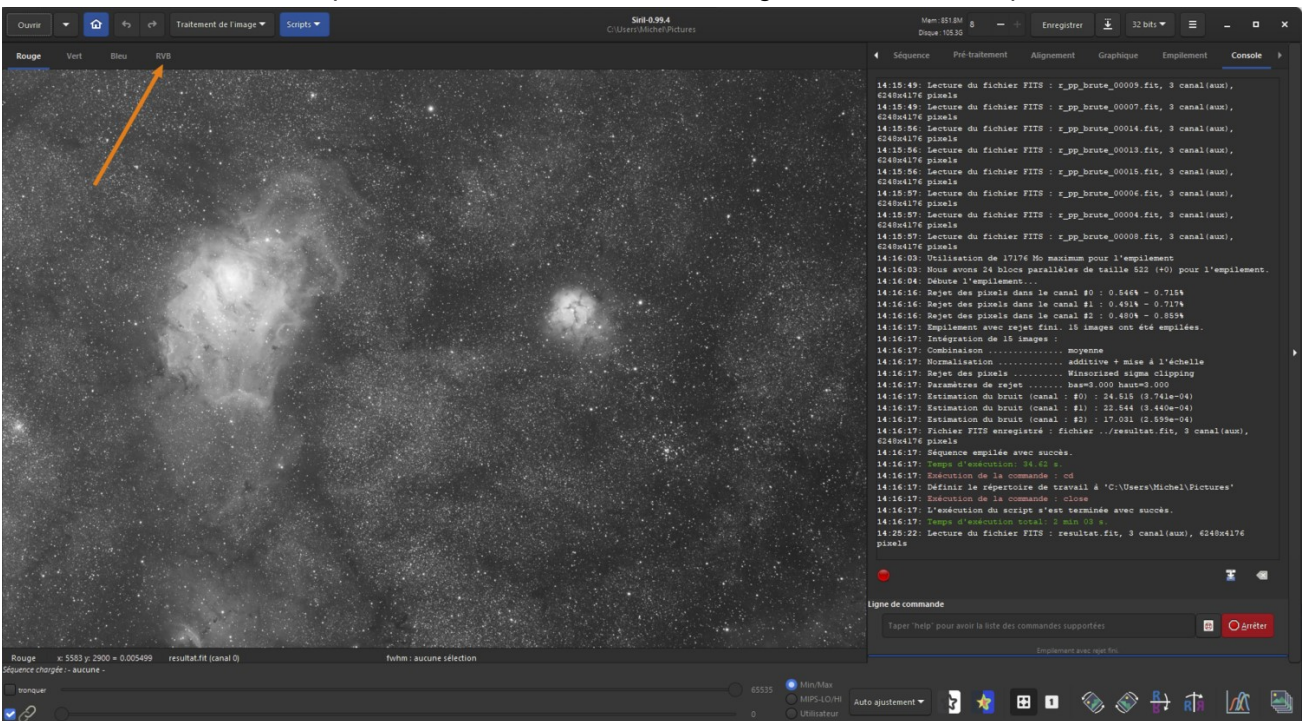 Ouvrir
Traitement de l'image
Scripts
Siril-0.99.4
C:\Users\Michel\Pictures
Mem : 851.8M
Disque : 105.3G
8
Enregistrer
32 bits
Rouge Vert Bleu RVB
Séquence Pré-traitement Alignement Graphique Empilement Console
14:15:49: Lecture du fichier FITS : r_pp_brute_00009.fit, 3 canal(aux),
6248x4176 pixels
14:15:49: Lecture du fichier FITS : r_pp_brute_00007.fit, 3 canal(aux),
6248x4176 pixels
14:15:56: Lecture du fichier FITS : r_pp_brute_00014.fit, 3 canal(aux),
6248x4176 pixels
14:15:56: Lecture du fichier FITS : r_pp_brute_00013.fit, 3 canal(aux),
6248x4176 pixels
14:15:56: Lecture du fichier FITS : r_pp_brute_00015.fit, 3 canal(aux),
6248x4176 pixels
14:15:57: Lecture du fichier FITS : r_pp_brute_00006.fit, 3 canal(aux),
6248x4176 pixels
14:15:57: Lecture du fichier FITS : r_pp_brute_00004.fit, 3 canal(aux),
6248x4176 pixels
14:15:57: Lecture du fichier FITS : r_pp_brute_00008.fit, 3 canal(aux),
6248x4176 pixels
14:16:03: Utilisation de 17176 Mo maximum pour l'empilement
14:16:03: Nous avons 24 blocs parallèles de taille 522 (+0) pour l'empilement.
14:16:04: Débute l'empilement...
14:16:16: Rejet des pixels dans le canal #0 : 0.546% - 0.715%
14:16:16: Rejet des pixels dans le canal #1 : 0.491% - 0.717%
14:16:16: Rejet des pixels dans le canal #2 : 0.480% - 0.859%
14:16:17: Empilement avec rejet fini. 15 images ont été empilées.
14:16:17: Intégration de 15 images :
14:16:17: Combinaison .............. moyenne
14:16:17: Normalisation ............ additive + mise à l'échelle
14:16:17: Rejet des pixels ......... Winsorized sigma clipping
14:16:17: Paramètres de rejet ...... bas=3.000 haut=3.000
14:16:17: Estimation du bruit (canal : #0) : 24.515 (3.741e-04)
14:16:17: Estimation du bruit (canal : #1) : 22.544 (3.440e-04)
14:16:17: Estimation du bruit (canal : #2) : 17.031 (2.599e-04)
14:16:17: Fichier FITS enregistré : fichier ../resultat.fit, 3 canal(aux),
6248x4176 pixels
14:16:17: Séquence empilée avec succès.
14:16:17: Temps d'exécution: 34.62 s.
14:16:17: Exécution de la commande : cd
14:16:17: Définir le répertoire de travail à 'C:\Users\Michel\Pictures'
14:16:17: Exécution de la commande : close
14:16:17: L'exécution du script s'est terminée avec succès.
14:16:17: Temps d'exécution total: 2 min 03 s.
14:25:22: Lecture du fichier FITS : resultat.fit, 3 canal(aux), 6248x4176
pixels
Ligne de commande
Taper "help" pour avoir la liste des commandes supportées
Arrêter
Empilement avec rejet fini.
Rouge x: 5583 y: 2900 = 0.005499 resultat.fit (canal 0) fwhm : aucune sélection
Séquence chargée : - aucune -
tronquer
65535
0
Min/Max
MIPS-LO/HI
Utilisateur
Auto ajustement
1